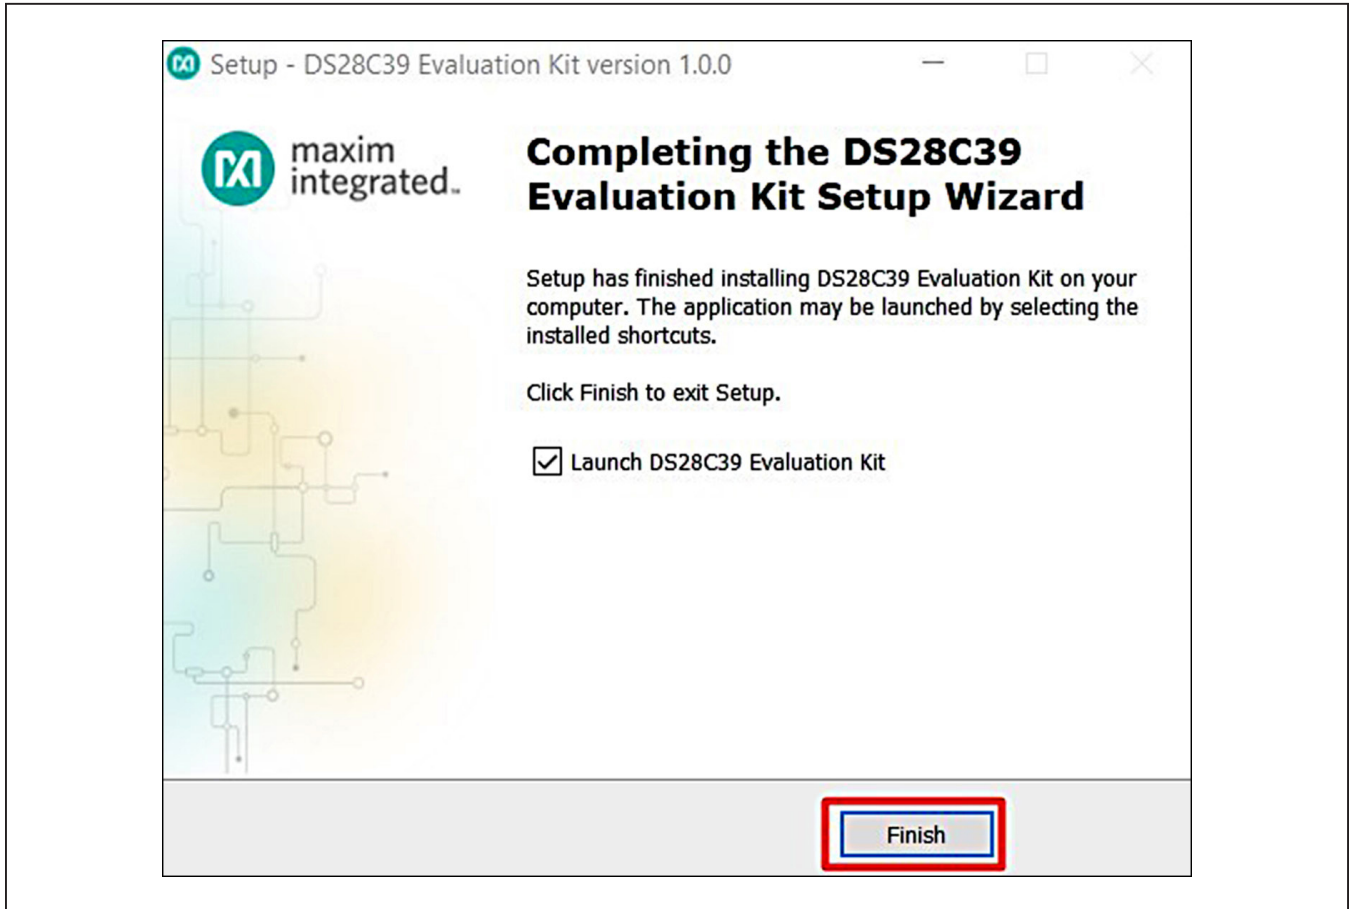 Setup - DS28C39 Evaluation Kit version 1.0.0
maxim
integrated™
Completing the DS28C39
Evaluation Kit Setup Wizard
Setup has finished installing DS28C39 Evaluation Kit on your
computer. The application may be launched by selecting the
installed shortcuts.
Click Finish to exit Setup.
Launch DS28C39 Evaluation Kit
Finish